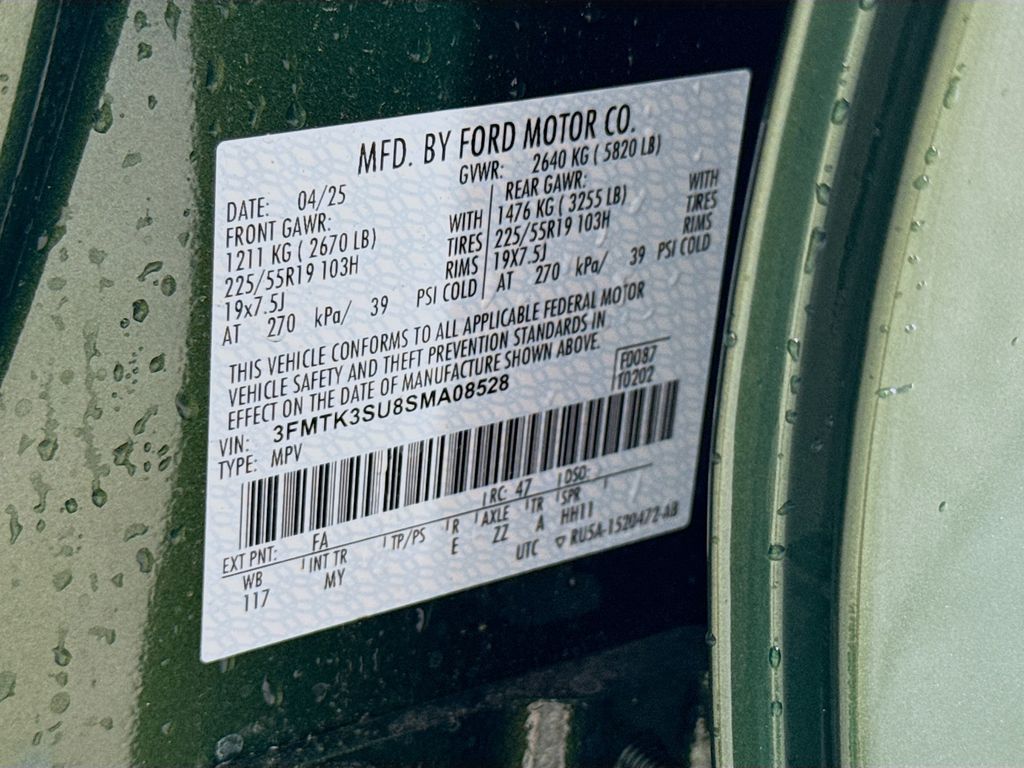 MFD. BY FORD MOTOR CO.
DATE: 04/25 GVWR: 2640 KG ( 5820 LB)
FRONT GAWR: REAR GAWR:
1211 KG ( 2670 LB) WITH 1476 KG ( 3255 LB) WITH
225/55R19 103H TIRES 225/55R19 103H TIRES
19x7.5J RIMS 19X7.5J RIMS
AT 270 kPa/ 39 PSI COLD AT 270 kPa/ 39 PSI COLD
THIS VEHICLE CONFORMS TO ALL APPLICABLE FEDERAL MOTOR
VEHICLE SAFETY AND THEFT PREVENTION STANDARDS IN
EFFECT ON THE DATE OF MANUFACTURE SHOWN ABOVE.
F0087
T0202
VIN: 3FMTK3SU8SMA08528
TYPE: MPV
EXT PNT: FA RC: 47 DSO:
WB INT TR TP/PS R AXLE TR SPR
117 MY E ZZ A HH11
UTC ▽ RUSA-1520472-AB